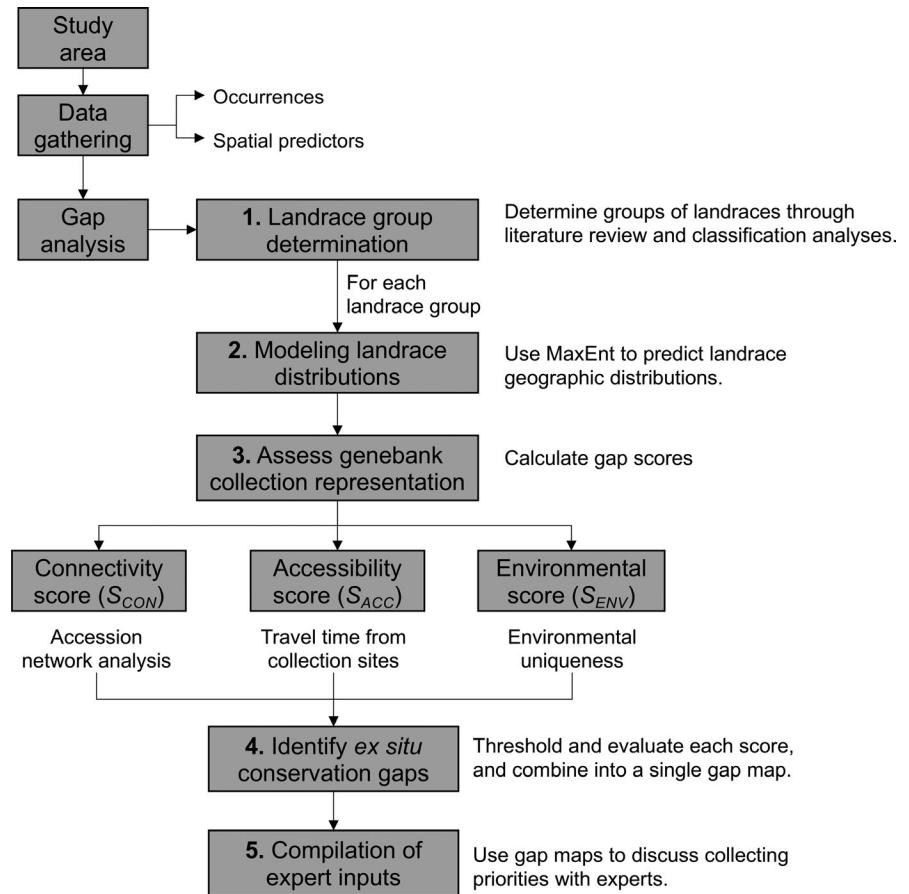 Study
area
Data
gathering
Occurrences
Spatial predictors
Gap
analysis
1. Landrace group
determination
Determine groups of landraces through
literature review and classification analyses.
For each
landrace group
2. Modeling landrace
distributions
Use MaxEnt to predict landrace
geographic distributions.
3. Assess genebank
collection representation
Calculate gap scores
Connectivity
score (SCON)
Accession
network analysis
Accessibility
score (SACC)
Travel time from
collection sites
Environmental
score (SENV)
Environmental
uniqueness
4. Identify ex situ
conservation gaps
Threshold and evaluate each score,
and combine into a single gap map.
5. Compilation of
expert inputs
Use gap maps to discuss collecting
priorities with experts.